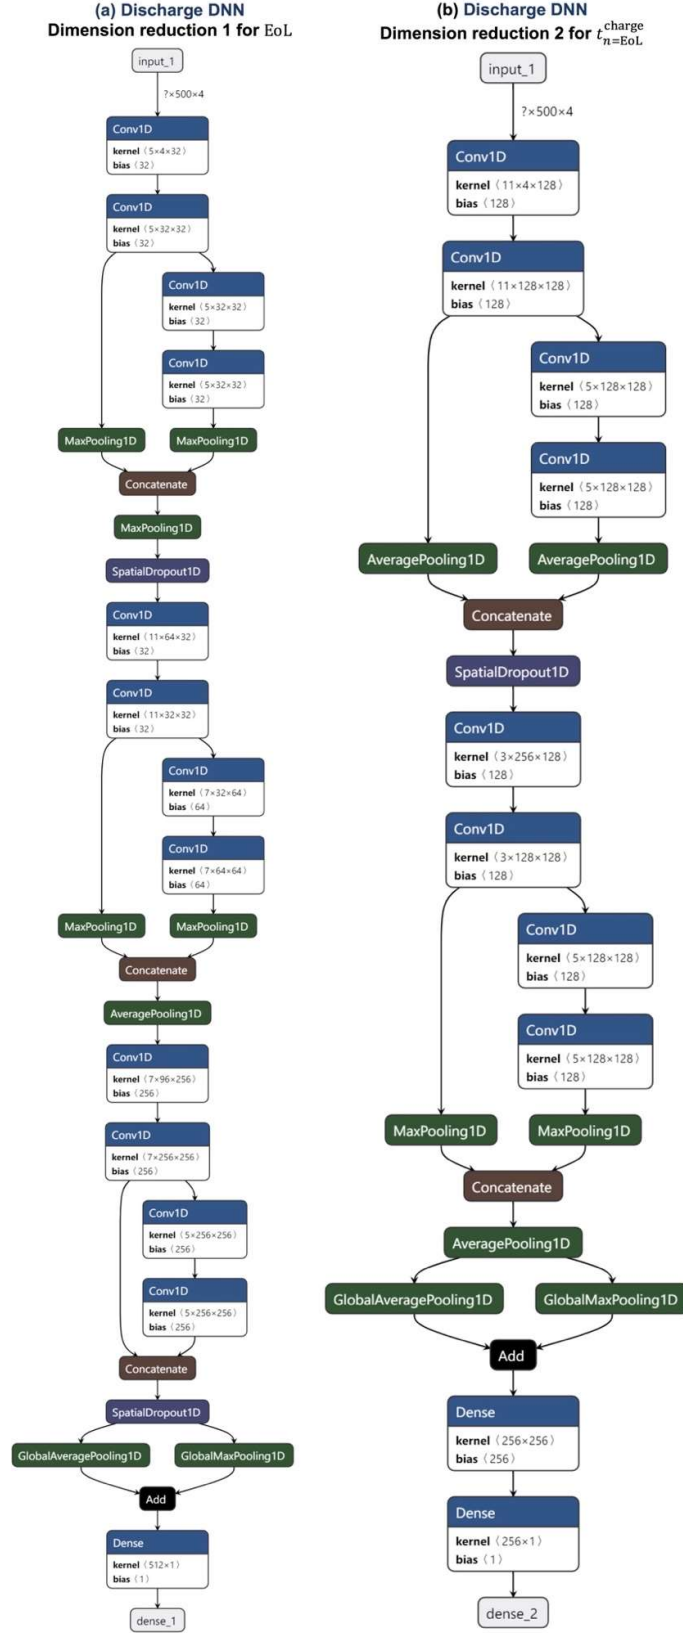 (a) Discharge DNN
Dimension reduction 1 for EoL
input_1
?×500×4
Conv1D
kernel ⟨5×4×32⟩
bias ⟨32⟩
Conv1D
kernel ⟨5×32×32⟩
bias ⟨32⟩
Conv1D
kernel ⟨5×32×32⟩
bias ⟨32⟩
Conv1D
kernel ⟨5×32×32⟩
bias ⟨32⟩
MaxPooling1D
MaxPooling1D
Concatenate
MaxPooling1D
SpatialDropout1D
Conv1D
kernel ⟨11×64×32⟩
bias ⟨32⟩
Conv1D
kernel ⟨11×32×32⟩
bias ⟨32⟩
Conv1D
kernel ⟨7×32×64⟩
bias ⟨64⟩
Conv1D
kernel ⟨7×64×64⟩
bias ⟨64⟩
MaxPooling1D
MaxPooling1D
Concatenate
AveragePooling1D
Conv1D
kernel ⟨7×96×256⟩
bias ⟨256⟩
Conv1D
kernel ⟨7×256×256⟩
bias ⟨256⟩
Conv1D
kernel ⟨5×256×256⟩
bias ⟨256⟩
Conv1D
kernel ⟨5×256×256⟩
bias ⟨256⟩
Concatenate
SpatialDropout1D
GlobalAveragePooling1D
GlobalMaxPooling1D
Add
Dense
kernel ⟨512×1⟩
bias ⟨1⟩
dense_1
(b) Discharge DNN
Dimension reduction 2 for t charge n=EoL
input_1
?×500×4
Conv1D
kernel ⟨11×4×128⟩
bias ⟨128⟩
Conv1D
kernel ⟨11×128×128⟩
bias ⟨128⟩
Conv1D
kernel ⟨5×128×128⟩
bias ⟨128⟩
Conv1D
kernel ⟨5×128×128⟩
bias ⟨128⟩
AveragePooling1D
AveragePooling1D
Concatenate
SpatialDropout1D
Conv1D
kernel ⟨3×256×128⟩
bias ⟨128⟩
Conv1D
kernel ⟨3×128×128⟩
bias ⟨128⟩
Conv1D
kernel ⟨5×128×128⟩
bias ⟨128⟩
Conv1D
kernel ⟨5×128×128⟩
bias ⟨128⟩
MaxPooling1D
MaxPooling1D
Concatenate
AveragePooling1D
GlobalAveragePooling1D
GlobalMaxPooling1D
Add
Dense
kernel ⟨256×256⟩
bias ⟨256⟩
Dense
kernel ⟨256×1⟩
bias ⟨1⟩
dense_2